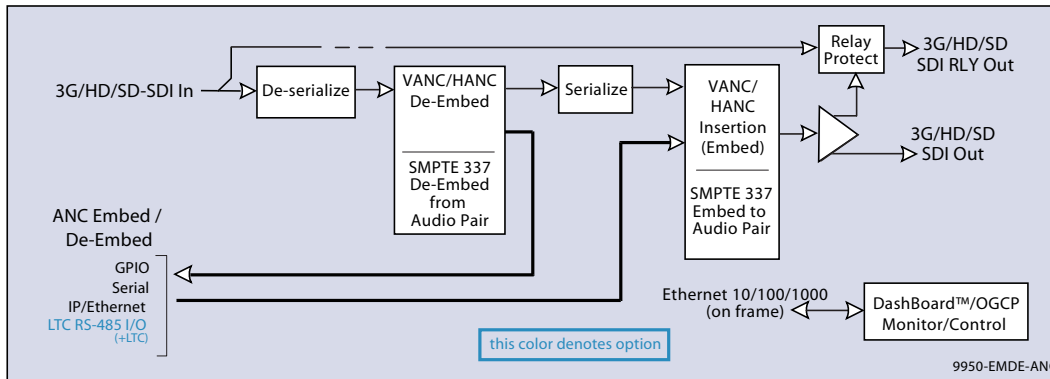 3G/HD/SD-SDI In
De-serialize
VANC/HANC
De-Embed
SMPTE 337
De-Embed
from
Audio Pair
Serialize
VANC/
HANC
Insertion
(Embed)
SMPTE 337
Embed to
Audio Pair
Relay
Protect
3G/HD/SD
SDI RLY Out
3G/HD/SD
SDI Out
ANC Embed /
De-Embed
GPIO
Serial
IP/Ethernet
LTC RS-485 I/O
(+LTC)
this color denotes option
Ethernet 10/100/1000
(on frame)
DashBoard™/OGCP
Monitor/Control
9950-EMDE-AN